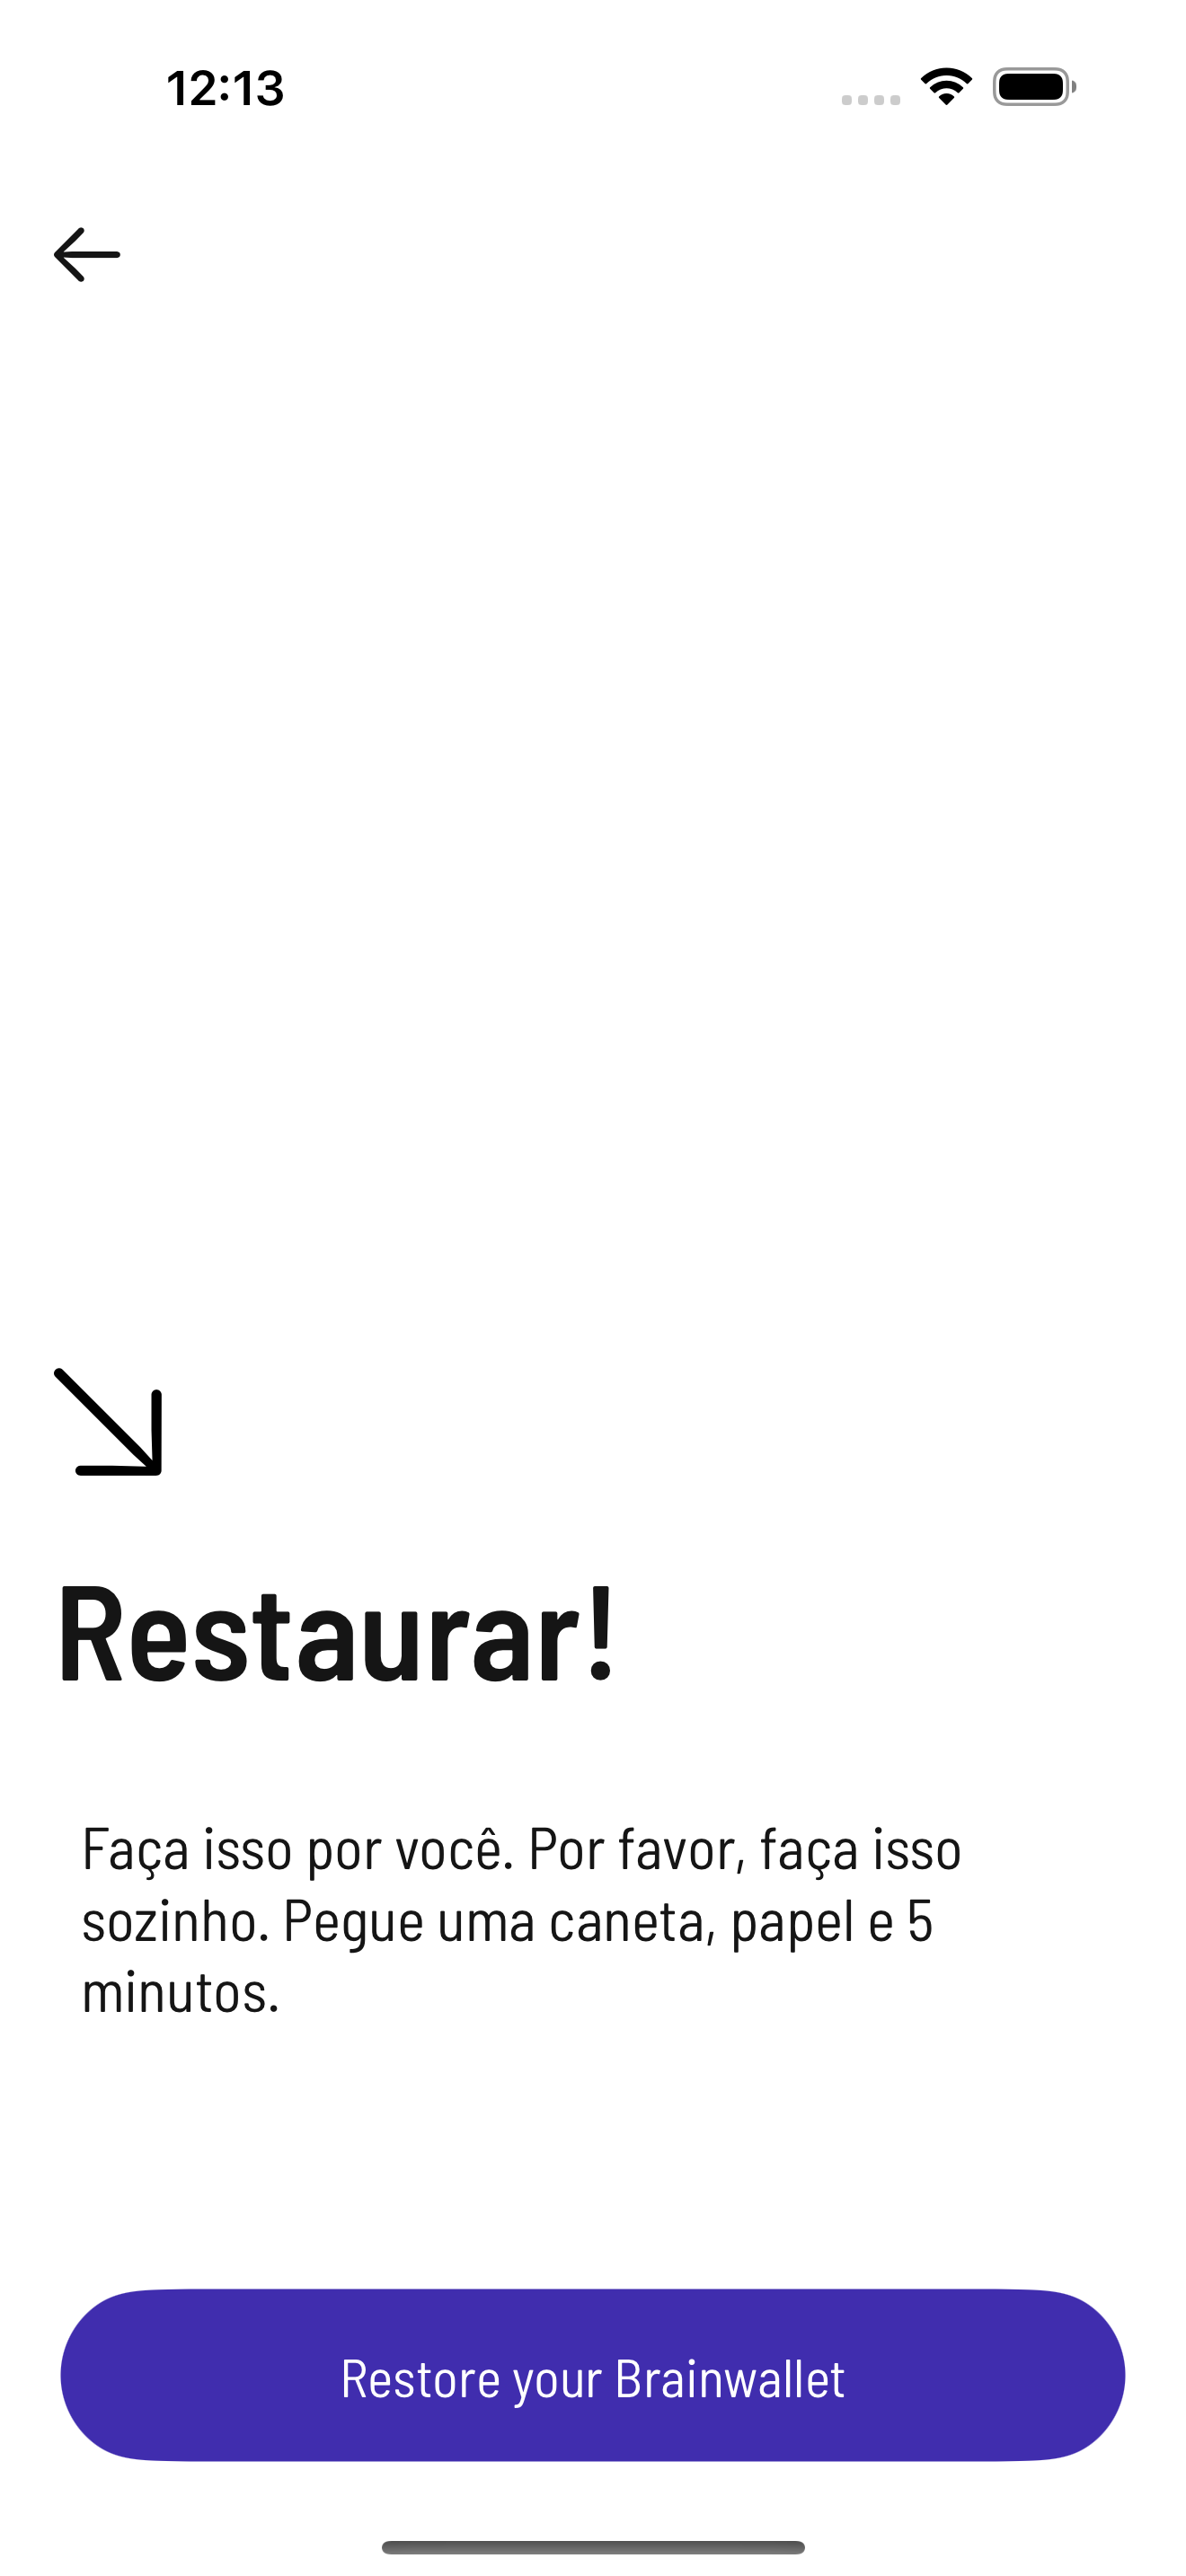 12:13
Restaurar!
Faça isso por você. Por favor, faça isso
sozinho. Pegue uma caneta, papel e 5
minutos.
Restore your Brainwallet